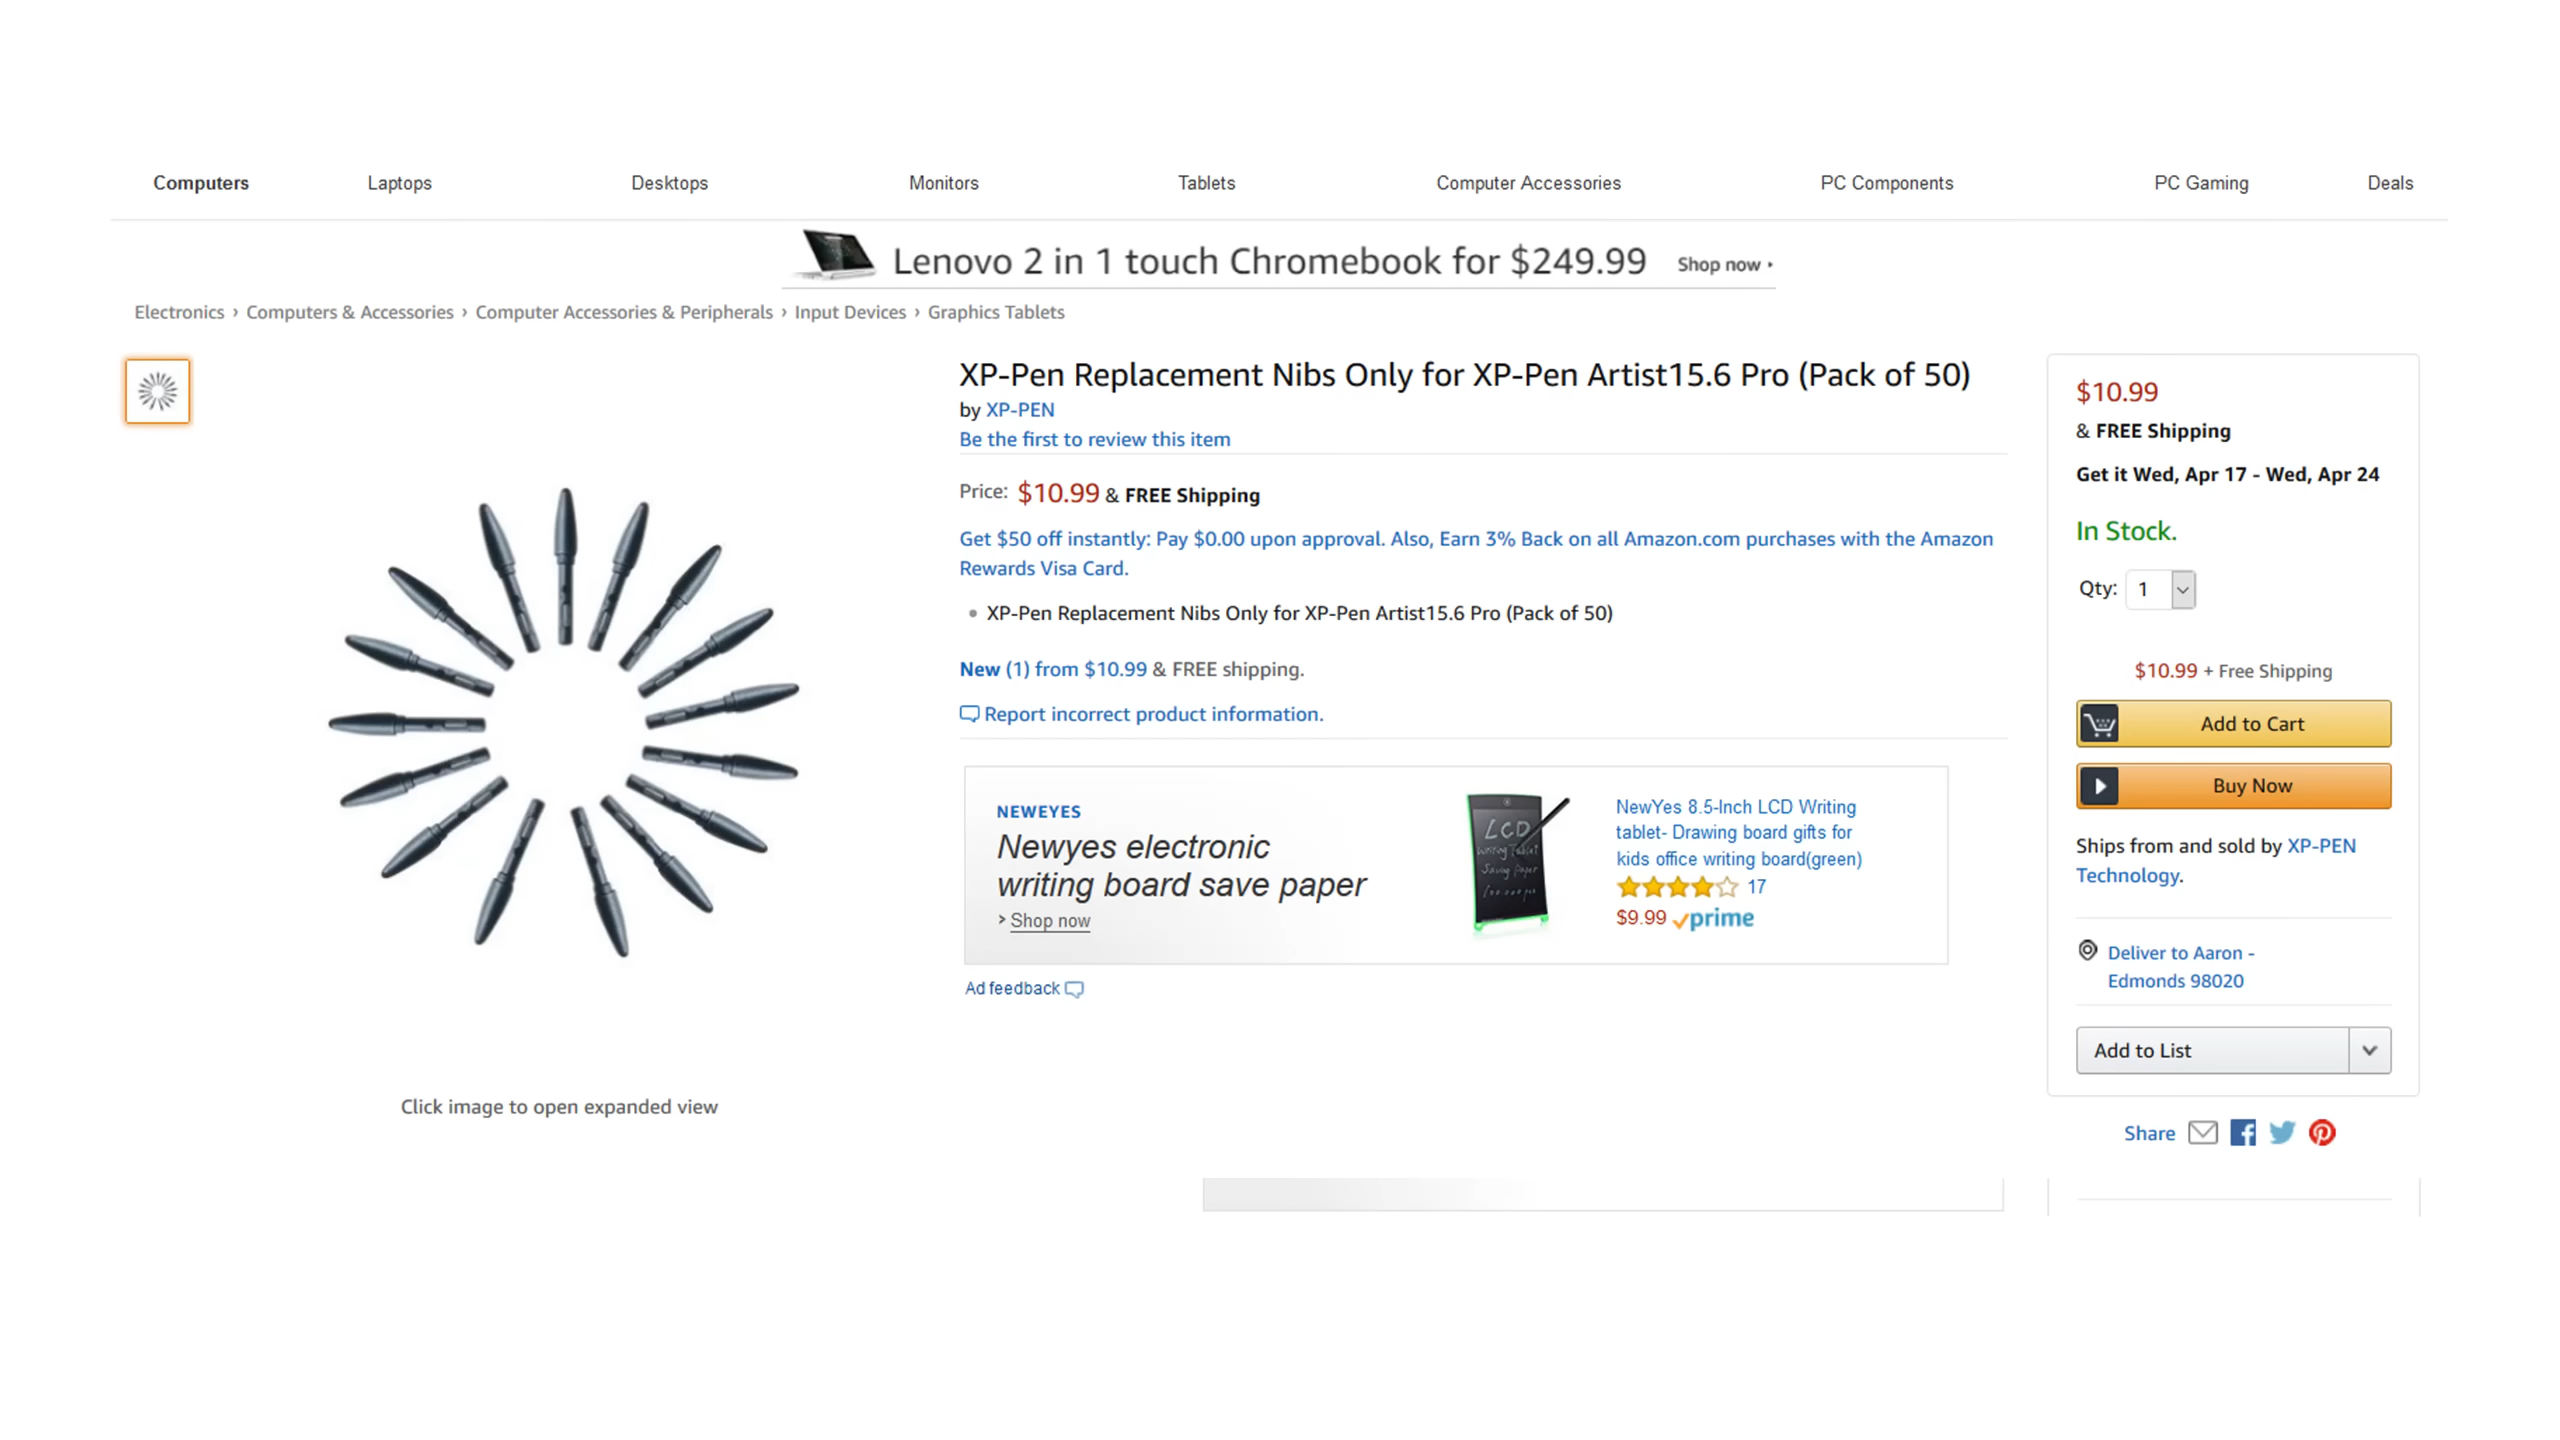 Computers Laptops Desktops Monitors Tablets Computer Accessories PC Components PC Gaming Deals
Lenovo 2 in 1 touch Chromebook for $249.99 Shop now
Electronics › Computers & Accessories › Computer Accessories & Peripherals › Input Devices › Graphics Tablets
XP-Pen Replacement Nibs Only for XP-Pen Artist15.6 Pro (Pack of 50)
by XP-PEN
Be the first to review this item
Price: $10.99 & FREE Shipping
Get $50 off instantly: Pay $0.00 upon approval. Also, Earn 3% Back on all Amazon.com purchases with the Amazon
Rewards Visa Card.
• XP-Pen Replacement Nibs Only for XP-Pen Artist15.6 Pro (Pack of 50)
New (1) from $10.99 & FREE shipping.
Report incorrect product information.
NEWEYES
Newyes electronic
writing board save paper
› Shop now
LCD
Writing Tablet
Saving Paper
NewYes 8.5-Inch LCD Writing
tablet- Drawing board gifts for
kids office writing board(green)
17
$9.99 prime
Ad feedback
Click image to open expanded view
$10.99
& FREE Shipping
Get it Wed, Apr 17 - Wed, Apr 24
In Stock.
Qty: 1
$10.99 + Free Shipping
Add to Cart
Buy Now
Ships from and sold by XP-PEN
Technology.
Deliver to Aaron -
Edmonds 98020
Add to List
Share